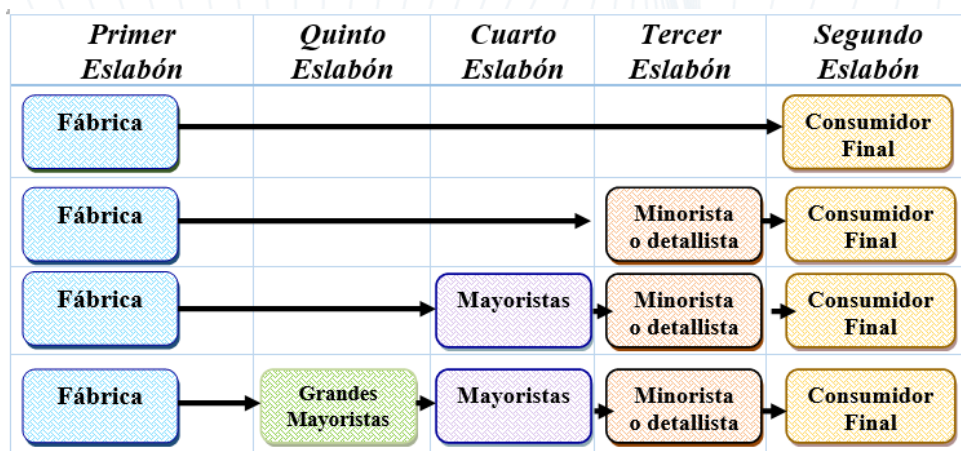 Primer
Eslabón
Quinto
Eslabón
Cuarto
Eslabón
Tercer
Eslabón
Segundo
Eslabón
Fábrica
Consumidor
Final
Fábrica
Minorista
o detallista
Consumidor
Final
Fábrica
Mayoristas
Minorista
o detallista
Consumidor
Final
Fábrica
Grandes
Mayoristas
Mayoristas
Minorista
o detallista
Consumidor
Final